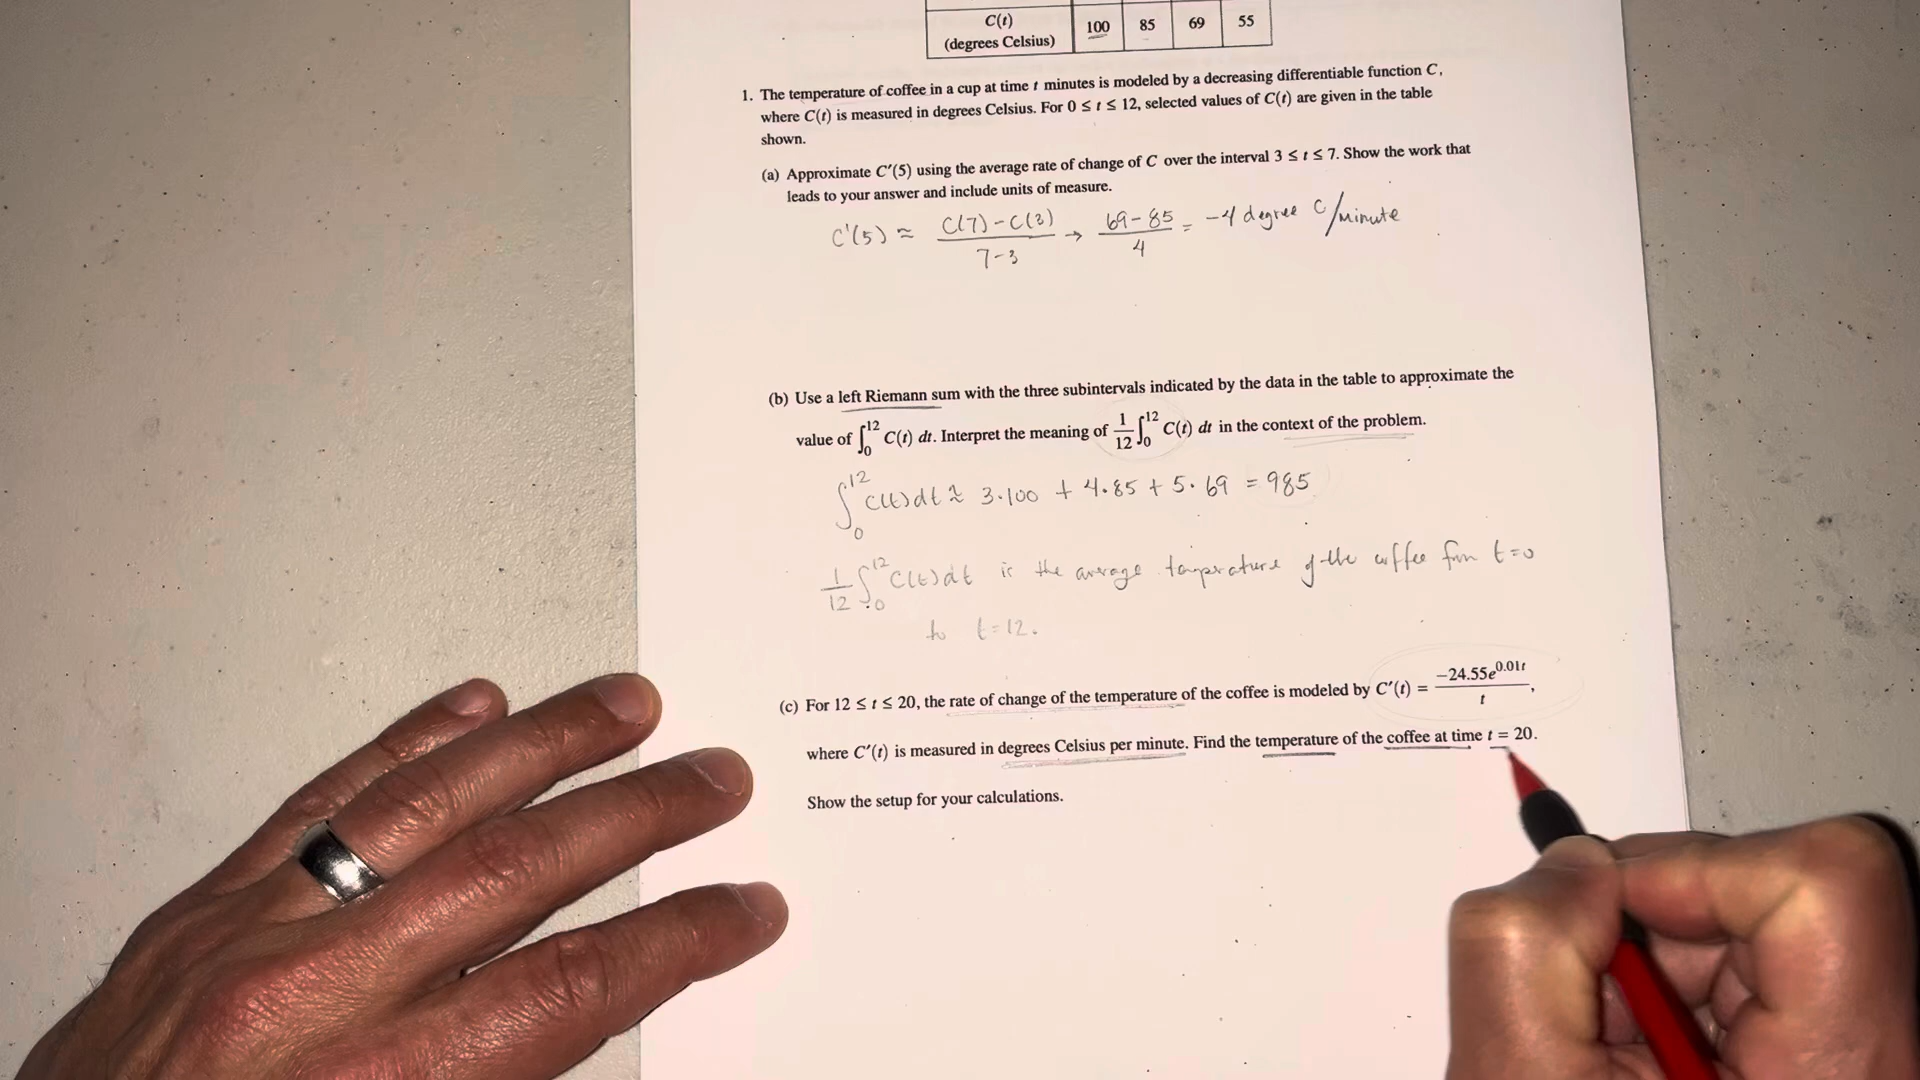 C(t)
(degrees Celsius) 100 85 69 55
1. The temperature of coffee in a cup at time t minutes is modeled by a decreasing differentiable function C,
where C(t) is measured in degrees Celsius. For 0 ≤ t ≤ 12, selected values of C(t) are given in the table
shown.
(a) Approximate C′(5) using the average rate of change of C over the interval 3 ≤ t ≤ 7. Show the work that
leads to your answer and include units of measure.
C'(5) ≈ C(7)-C(3) / 7-3 → 69-85 / 4 = -4 degree C/minute
(b) Use a left Riemann sum with the three subintervals indicated by the data in the table to approximate the
value of ∫₀¹² C(t) dt. Interpret the meaning of 1/12 ∫₀¹² C(t) dt in the context of the problem.
∫₀¹² C(t)dt ≈ 3·100 + 4·85 + 5·69 = 985
1/12 ∫₀¹² C(t)dt is the average temperature of the coffee from t=0
to t=12.
(c) For 12 ≤ t ≤ 20, the rate of change of the temperature of the coffee is modeled by C′(t) = −24.55e^0.01t / t,
where C′(t) is measured in degrees Celsius per minute. Find the temperature of the coffee at time t = 20.
Show the setup for your calculations.